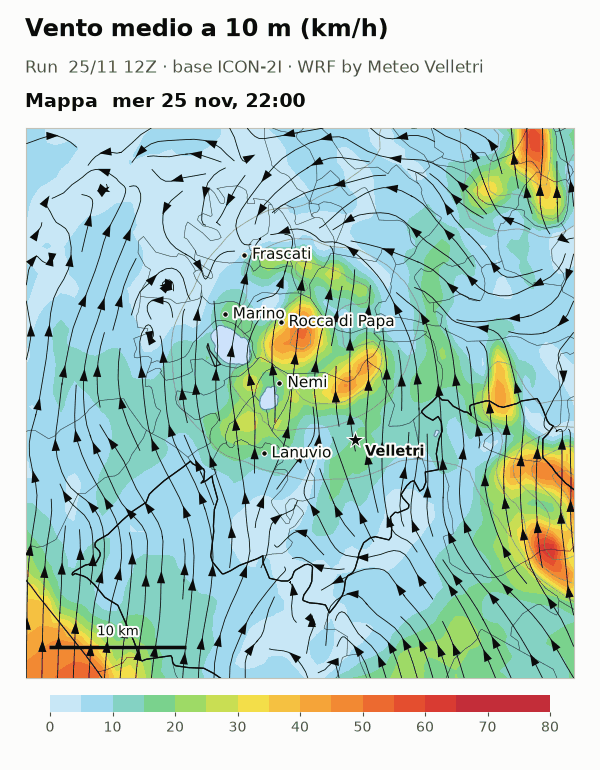 Vento medio a 10 m (km/h)
Run  25/11 12Z · base ICON-2I · WRF by Meteo Velletri
Mappa  mer 25 nov, 22:00
Frascati
Marino
Rocca di Papa
Nemi
Velletri
Lanuvio
10 km
0 10 20 30 40 50 60 70 80